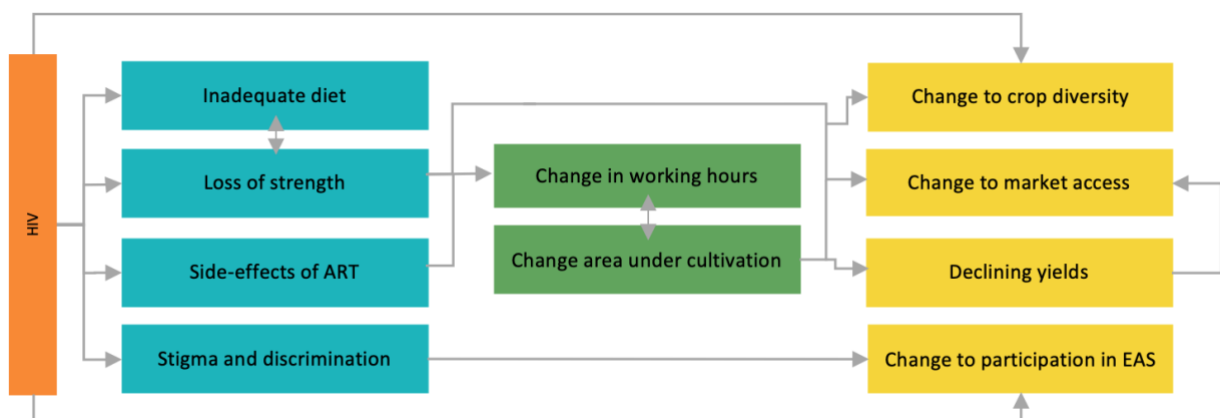 HIV
Inadequate diet
Loss of strength
Side-effects of ART
Stigma and discrimination
Change in working hours
Change area under cultivation
Change to crop diversity
Change to market access
Declining yields
Change to participation in EAS